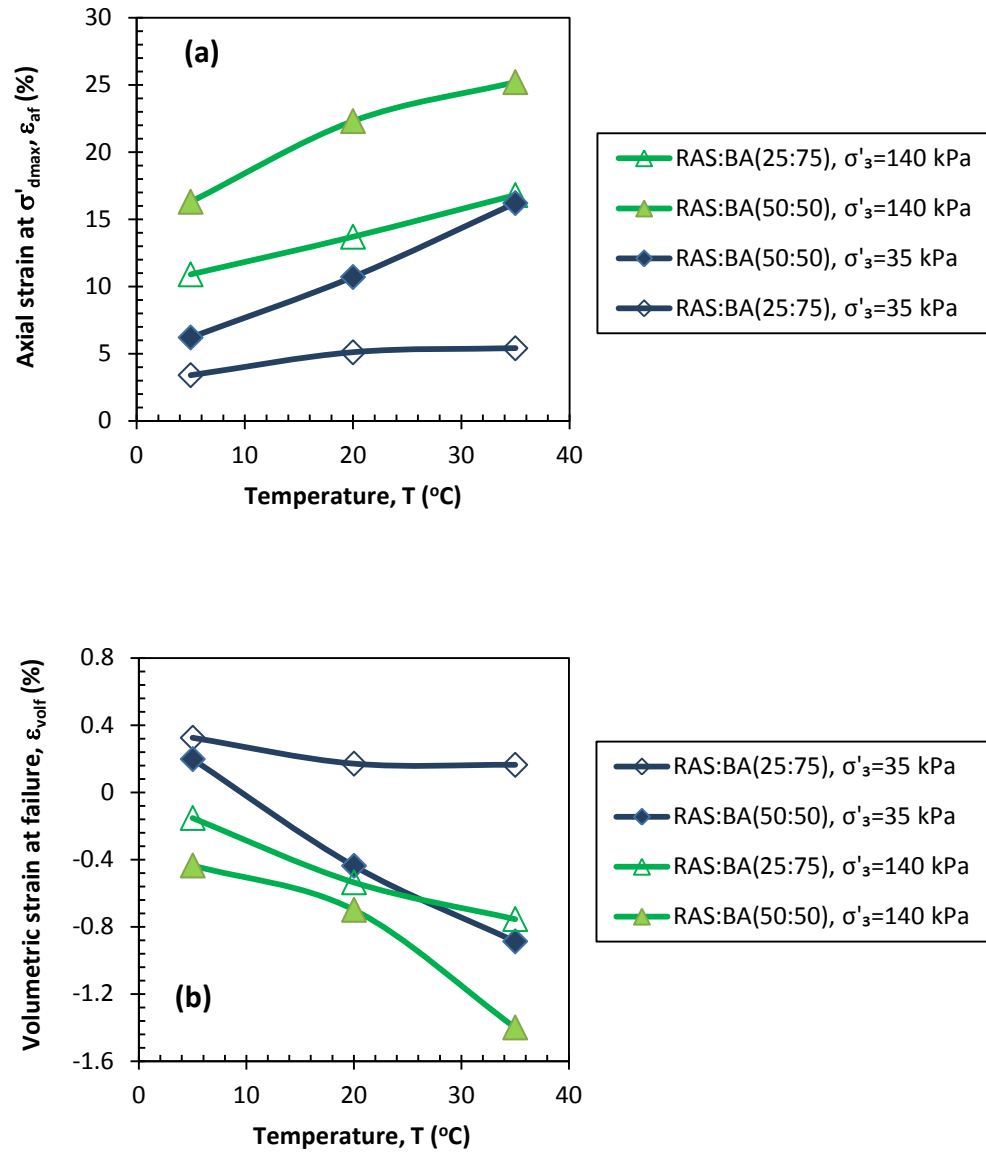 30
25
20
15
10
5
0
Axial strain at σ'dmax, εaf (%)
(a)
0 10 20 30 40
Temperature, T (oC)
RAS:BA(25:75), σ'₃=140 kPa
RAS:BA(50:50), σ'₃=140 kPa
RAS:BA(50:50), σ'₃=35 kPa
RAS:BA(25:75), σ'₃=35 kPa
0.8
0.4
0
-0.4
-0.8
-1.2
-1.6
Volumetric strain at failure, εvolf (%)
(b)
0 10 20 30 40
Temperature, T (oC)
RAS:BA(25:75), σ'₃=35 kPa
RAS:BA(50:50), σ'₃=35 kPa
RAS:BA(25:75), σ'₃=140 kPa
RAS:BA(50:50), σ'₃=140 kPa